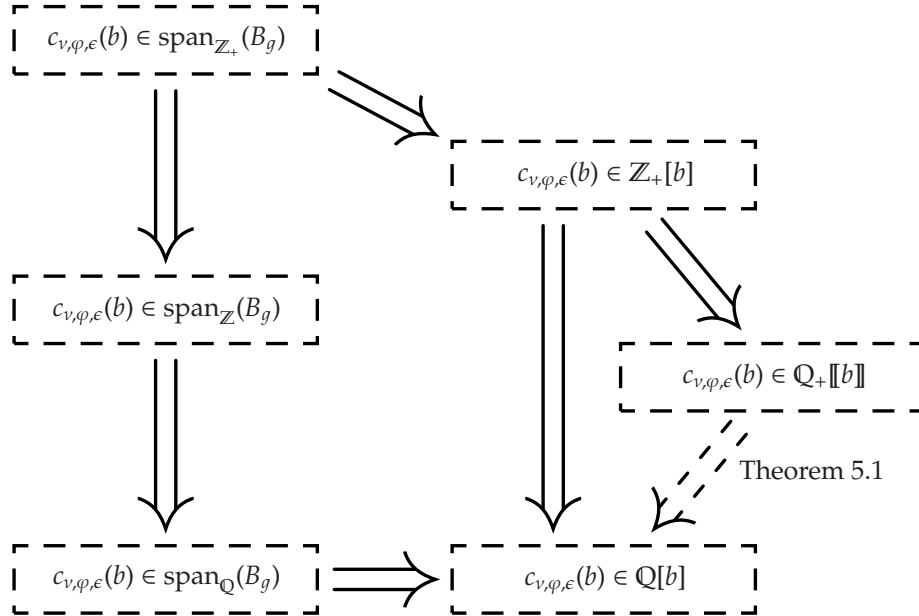 c_{ν,φ,ϵ}(b) ∈ span_{ℤ₊}(B_g)
c_{ν,φ,ϵ}(b) ∈ ℤ₊[b]
c_{ν,φ,ϵ}(b) ∈ span_ℤ(B_g)
c_{ν,φ,ϵ}(b) ∈ ℚ₊⟦b⟧
Theorem 5.1
c_{ν,φ,ϵ}(b) ∈ span_ℚ(B_g)
c_{ν,φ,ϵ}(b) ∈ ℚ[b]